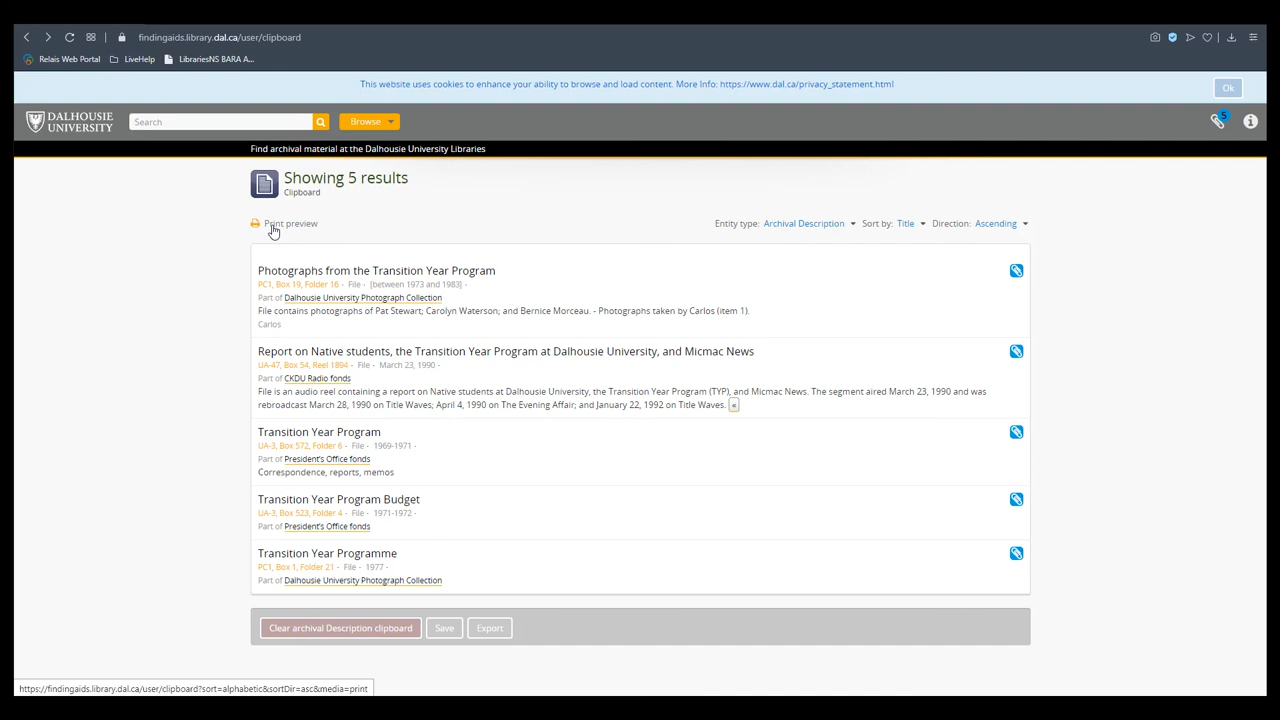 findingaids.library.dal.ca/user/clipboard
Relais Web Portal LiveHelp LibrariesNS BARA A...
This website uses cookies to enhance your ability to browse and load content. More Info: https://www.dal.ca/privacy_statement.html
Ok
DALHOUSIE
UNIVERSITY
Search
Browse
5
Find archival material at the Dalhousie University Libraries
Showing 5 results
Clipboard
Print preview
Entity type: Archival Description Sort by: Title Direction: Ascending
Photographs from the Transition Year Program
PC1, Box 19, Folder 16 · File · [between 1973 and 1983] ·
Part of Dalhousie University Photograph Collection
File contains photographs of Pat Stewart; Carolyn Waterson; and Bernice Morceau. - Photographs taken by Carlos (item 1).
Carlos
Report on Native students, the Transition Year Program at Dalhousie University, and Micmac News
UA-47, Box 54, Reel 1894 · File · March 23, 1990 ·
Part of CKDU Radio fonds
File is an audio reel containing a report on Native students at Dalhousie University, the Transition Year Program (TYP), and Micmac News. The segment aired March 23, 1990 and was
rebroadcast March 28, 1990 on Title Waves; April 4, 1990 on The Evening Affair; and January 22, 1992 on Title Waves. «
Transition Year Program
UA-3, Box 572, Folder 6 · File · 1969-1971 ·
Part of President's Office fonds
Correspondence, reports, memos
Transition Year Program Budget
UA-3, Box 523, Folder 4 · File · 1971-1972 ·
Part of President's Office fonds
Transition Year Programme
PC1, Box 1, Folder 21 · File · 1977 ·
Part of Dalhousie University Photograph Collection
Clear archival Description clipboard Save Export
https://findingaids.library.dal.ca/user/clipboard?sort=alphabetic&sortDir=asc&media=print